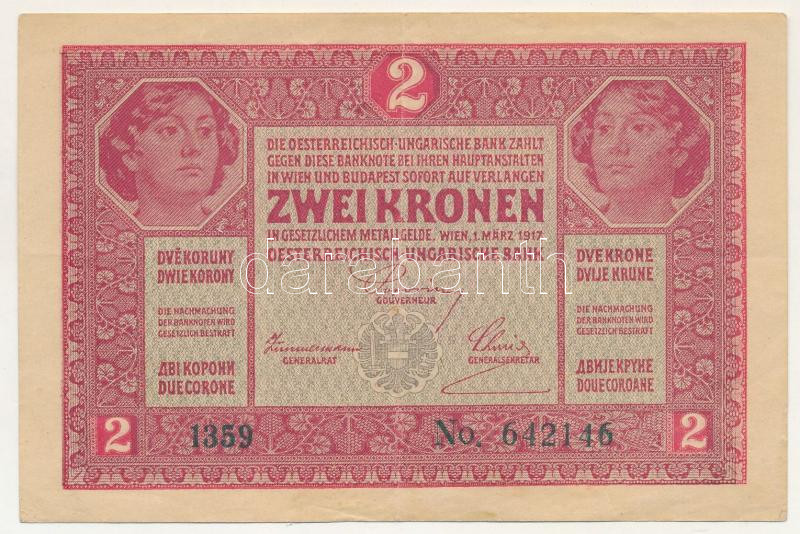 2
DIE OESTERREICHISCH-UNGARISCHE BANK ZAHLT
GEGEN DIESE BANKNOTE BEI IHREN HAUPTANSTALTEN
IN WIEN UND BUDAPEST SOFORT AUF VERLANGEN
ZWEI KRONEN
IN GESETZLICHEM METALLGELDE. WIEN, 1. MÄRZ 1917
OESTERREICHISCH-UNGARISCHE BANK
GOUVERNEUR
Zimmermann
GENERALRAT
GENERALSEKRETÄR
DVĚ KORUNY
DWIE KORONY
DIE NACHMACHUNG
DER BANKNOTEN WIRD
GESETZLICH BESTRAFT
ДВІ КОРОНИ
DUE CORONE
DVE KRONE
DVIJE KRUNE
DIE NACHMACHUNG
DER BANKNOTEN WIRD
GESETZLICH BESTRAFT
ДВИЈЕ КРУНЕ
DOUE COROANE
2
1359
No. 642146
2
darabanth